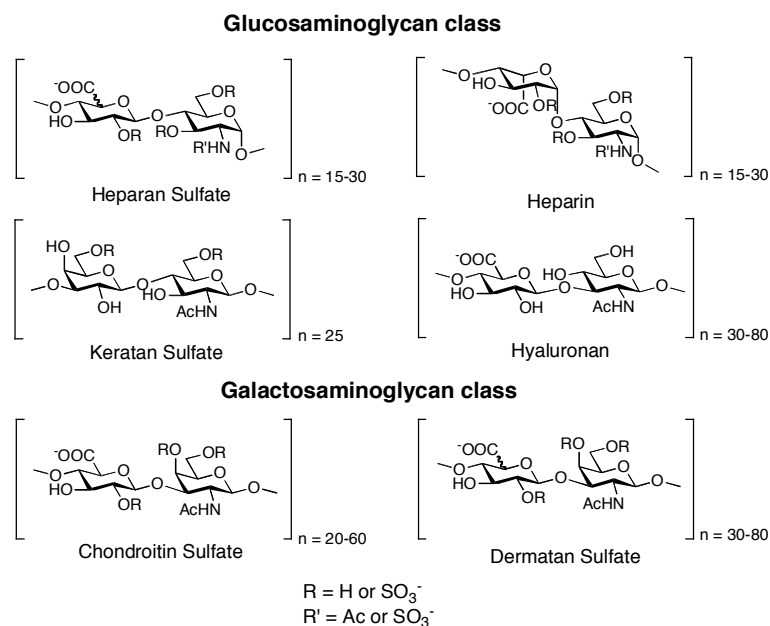 Glucosaminoglycan class
⁻OOC O O HO OR O OR O RO R'HN O
n = 15-30
Heparan Sulfate
O O HO ⁻OOC OR O OR O RO R'HN O
n = 15-30
Heparin
HO OR O O OH O OR O HO AcHN O
n = 25
Keratan Sulfate
⁻OOC O O HO OH O HO OH O O AcHN O
n = 30-80
Hyaluronan
Galactosaminoglycan class
⁻OOC O O HO OR O RO OR O O AcHN O
n = 20-60
Chondroitin Sulfate
⁻OOC O O HO OR O RO OR O O AcHN O
n = 30-80
Dermatan Sulfate
R = H or SO₃⁻
R' = Ac or SO₃⁻